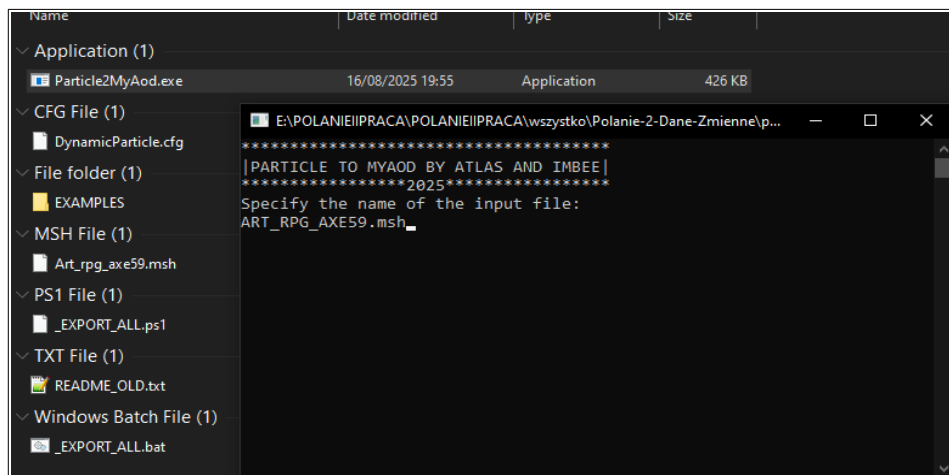 Name Date modified Type Size
Application (1)
Particle2MyAod.exe 16/08/2025 19:55 Application 426 KB
CFG File (1)
DynamicParticle.cfg
File folder (1)
EXAMPLES
MSH File (1)
Art_rpg_axe59.msh
PS1 File (1)
_EXPORT_ALL.ps1
TXT File (1)
README_OLD.txt
Windows Batch File (1)
_EXPORT_ALL.bat
E:\POLANIEIIPRACA\POLANIEIIPRACA\wszystko\Polanie-2-Dane-Zmienne\p...
**************************************
|PARTICLE TO MYAOD BY ATLAS AND IMBEE|
*****************2025*****************
Specify the name of the input file:
ART_RPG_AXE59.msh